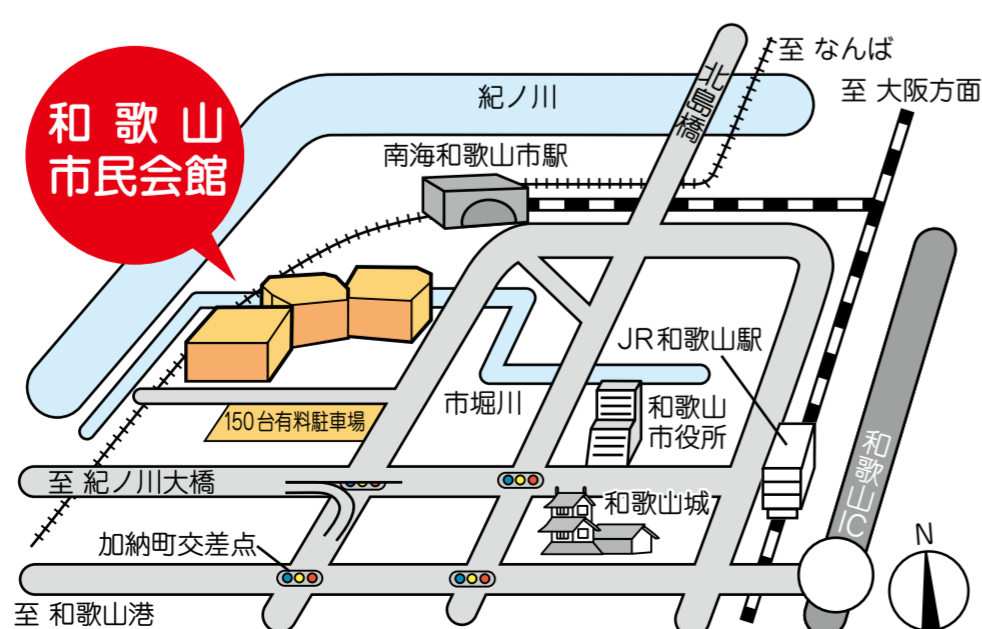 至 なんば
至 大阪方面
紀ノ川
北島橋
和歌山
市民会館
南海和歌山市駅
JR和歌山駅
市堀川
和歌山
市役所
150台有料駐車場
和歌山IC
至 紀ノ川大橋
和歌山城
加納町交差点
N
至 和歌山港